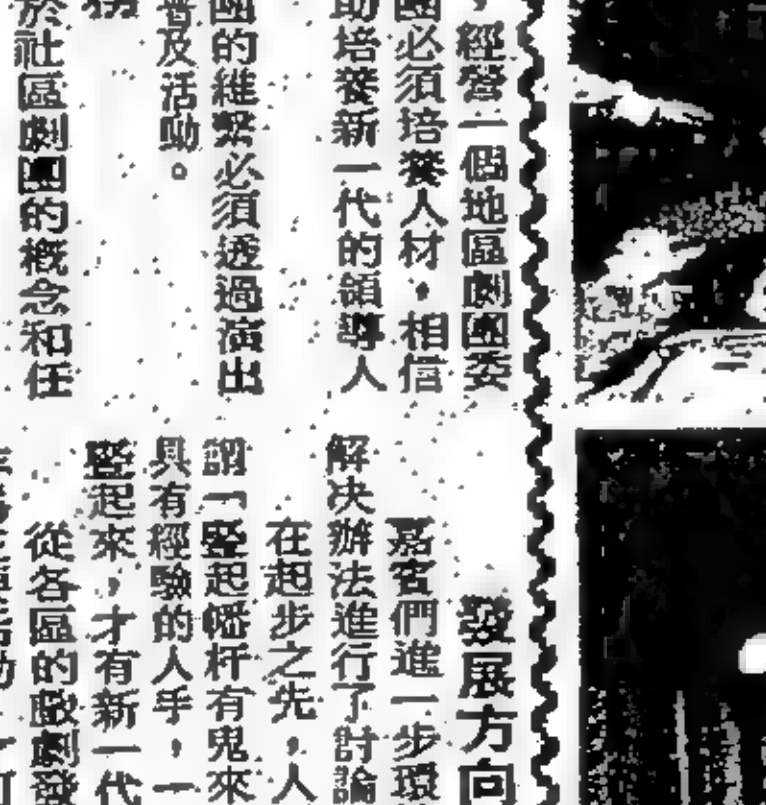 ，經營一個地區劇團委
團必須培養人材，相信
助培養新一代的領導人
團的維繫必須透過演出
普及活動。
務
於社區劇團的概念和任
發展方向
嘉賓們進一步環
解决辦法進行了討論
在起步之先，人
謂「豎起幡杆有鬼來
具有經驗的人手，一
豎起來，才有新一代
從各區的戲劇發